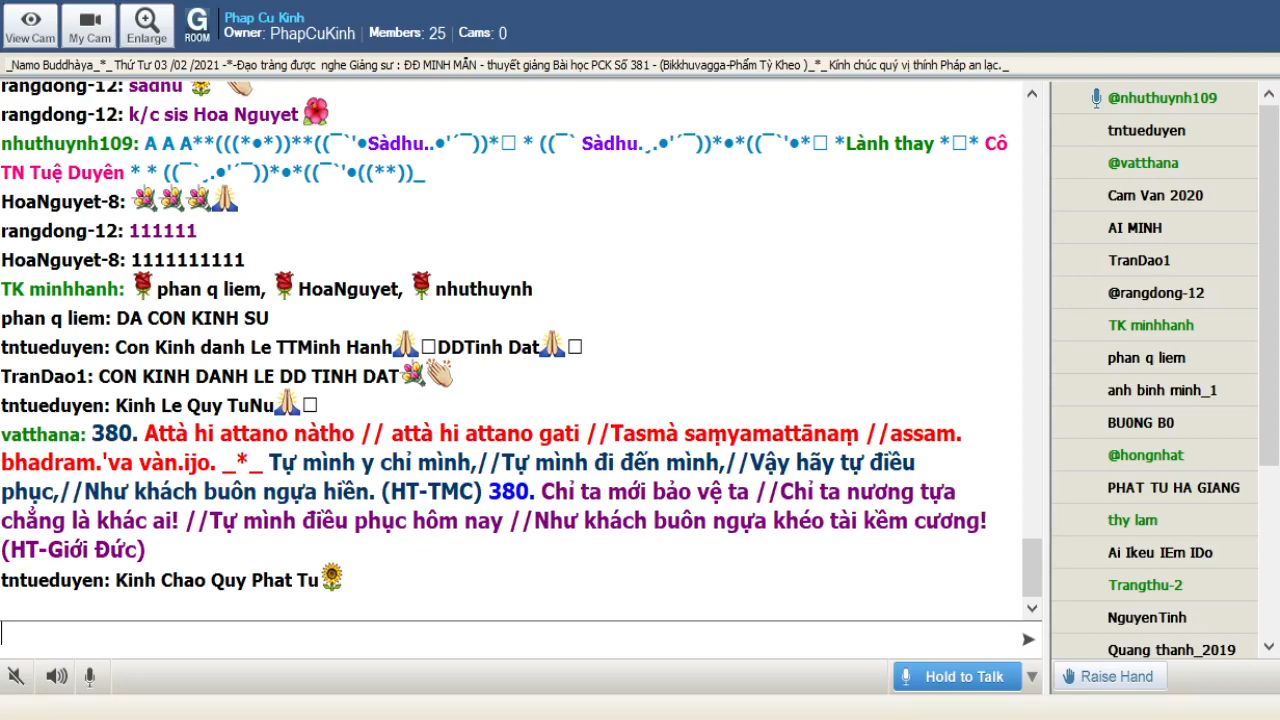 View Cam
My Cam
Enlarge
G
ROOM
Phap Cu Kinh
Owner: PhapCuKinh | Members: 25 | Cams: 0
_Namo Buddhàya_*_ Thứ Tư 03 /02 /2021 -*-Đạo tràng được nghe Giảng sư : ĐĐ MINH MẪN - thuyết giảng Bài học PCK Số 381 - (Bikkhuvagga-Phẩm Tỳ Kheo )_*_ Kính chúc quý vị thính Pháp an lạc._
rangdong-12: sadhu
rangdong-12: k/c sis Hoa Nguyet
nhuthuynh109: A A A**(((*•*))**((¯`'•Sàdhu..•'´¯))*□ * ((¯` Sàdhu.¸.•'´¯))*•*((¯`'•*□ *Lành thay *□* Cô
TN Tuệ Duyên * * ((¯`¸.•'´¯))*•*((¯`'•((**))_
HoaNguyet-8:
rangdong-12: 111111
HoaNguyet-8: 1111111111
TK minhhanh: phan q liem, HoaNguyet, nhuthuynh
phan q liem: DA CON KINH SU
tntueduyen: Con Kinh danh Le TTMinh Hanh□DDTinh Dat□
TranDao1: CON KINH DANH LE DD TINH DAT
tntueduyen: Kinh Le Quy TuNu□
vatthana: 380. Attà hi attano nàtho // attà hi attano gati //Tasmà saṃyamattānaṃ //assam.
bhadram.'va vàn.ijo. _*_ Tự mình y chỉ mình,//Tự mình đi đến mình,//Vậy hãy tự điều
phục,//Như khách buôn ngựa hiền. (HT-TMC) 380. Chỉ ta mới bảo vệ ta //Chỉ ta nương tựa
chẳng là khác ai! //Tự mình điều phục hôm nay //Như khách buôn ngựa khéo tài kềm cương!
(HT-Giới Đức)
tntueduyen: Kinh Chao Quy Phat Tu
Hold to Talk
@nhuthuynh109
tntueduyen
@vatthana
Cam Van 2020
AI MINH
TranDao1
@rangdong-12
TK minhhanh
phan q liem
anh binh minh_1
BU0NG B0
@hongnhat
PHAT TU HA GIANG
thy lam
Ai Ikeu IEm IDo
Trangthu-2
NguyenTinh
Quang thanh_2019
Raise Hand